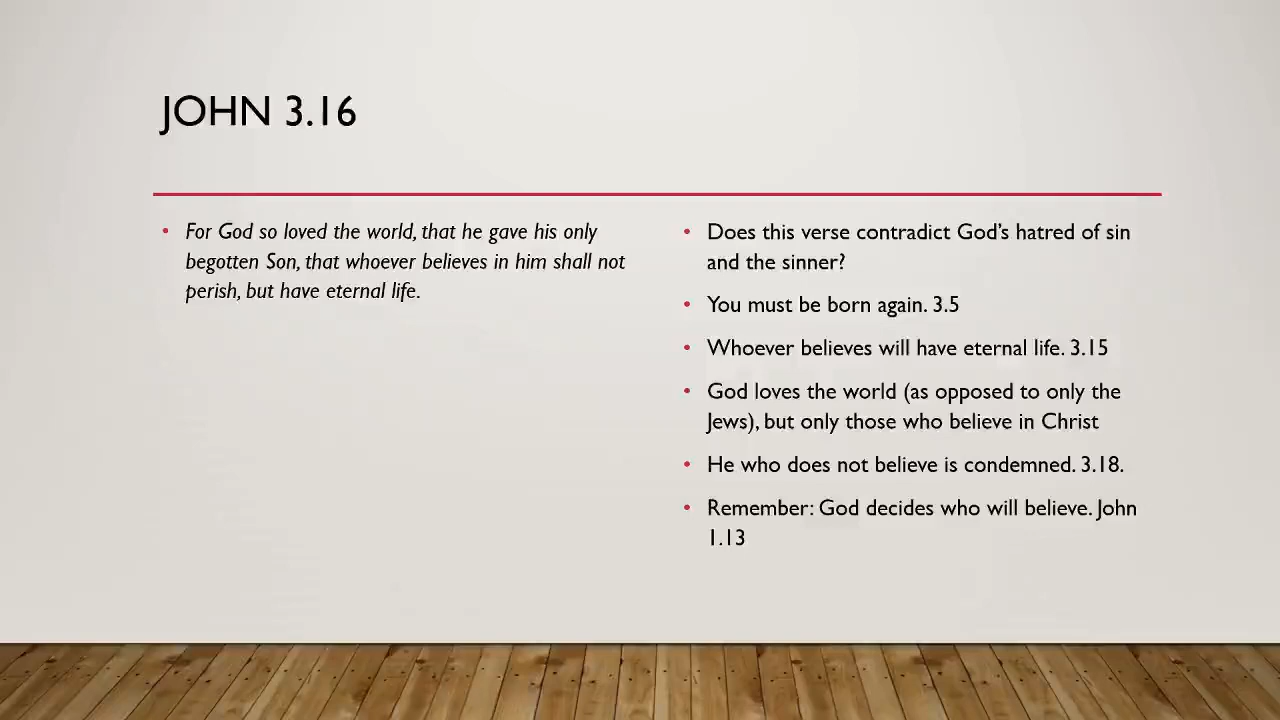 JOHN 3.16
• For God so loved the world, that he gave his only
begotten Son, that whoever believes in him shall not
perish, but have eternal life.
• Does this verse contradict God’s hatred of sin
and the sinner?
• You must be born again. 3.5
• Whoever believes will have eternal life. 3.15
• God loves the world (as opposed to only the
Jews), but only those who believe in Christ
• He who does not believe is condemned. 3.18.
• Remember: God decides who will believe. John
1.13